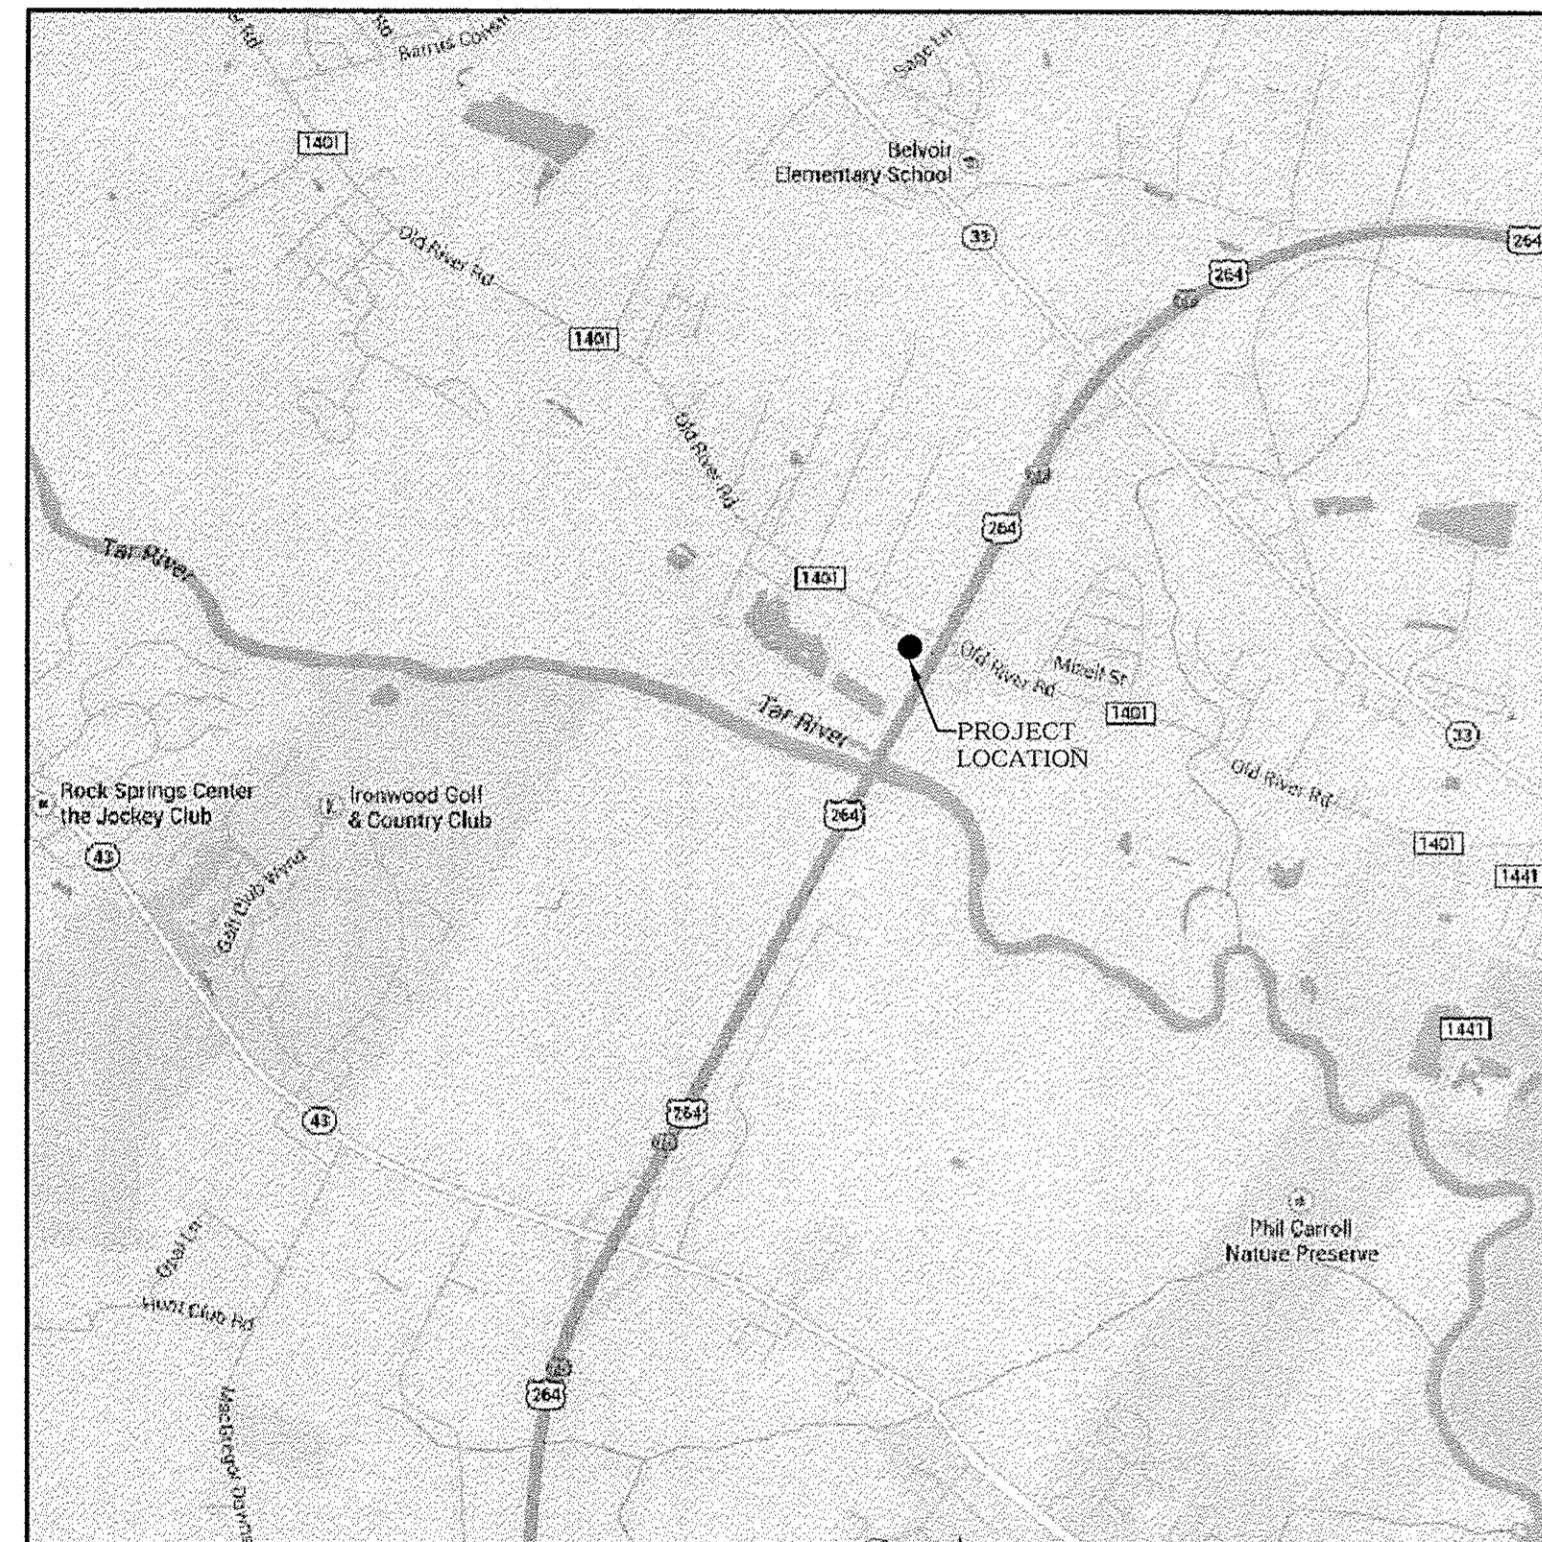 Rd
Rd
Sage Ln
1401
Belvoir
Elementary School
33
Old River Rd
264
264
1401
Old River Rd
264
Tar River
1401
Old River Rd
Mizell St
1401
Tar River
PROJECT
LOCATION
33
Old River Rd
Rock Springs Center
the Jockey Club
Ironwood Golf
& Country Club
264
1401
43
1441
Golf Club Wynd
1441
264
43
Phil Carroll
Nature Preserve
Hunt Club Rd
264